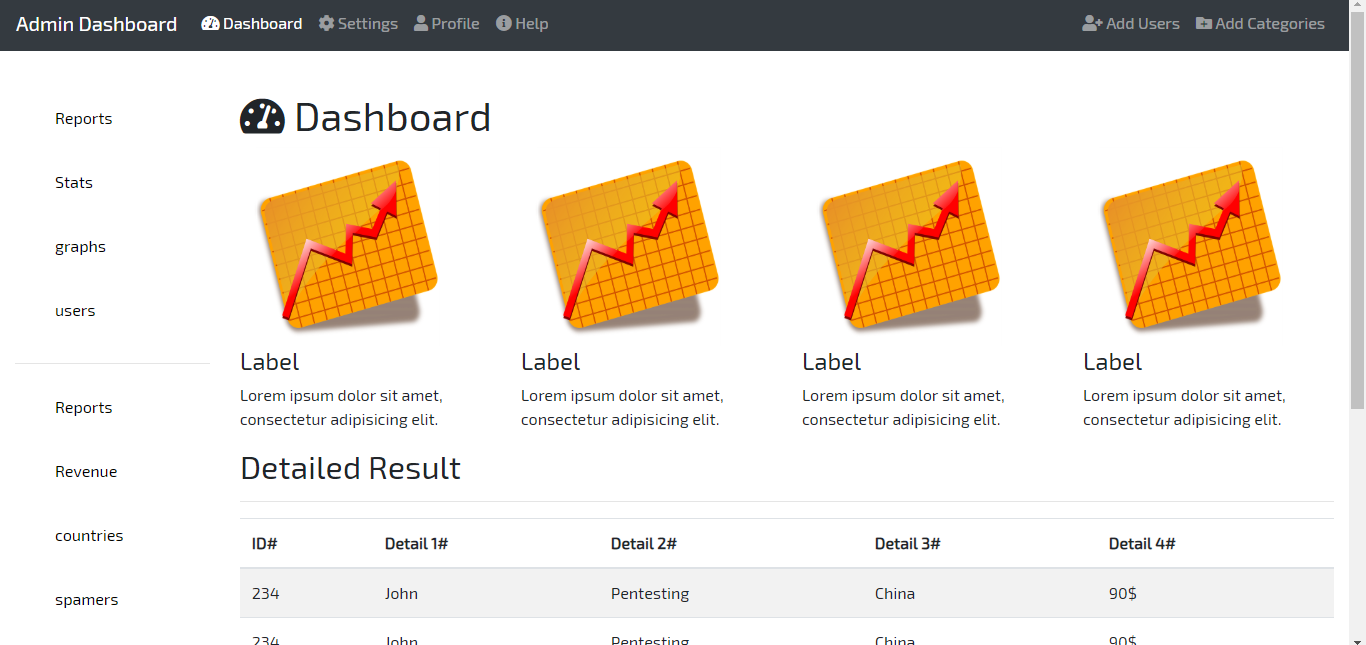 Admin Dashboard Dashboard Settings Profile Help Add Users Add Categories
Reports
Stats
graphs
users
Reports
Revenue
countries
spamers
Dashboard
Label
Lorem ipsum dolor sit amet,
consectetur adipisicing elit.
Label
Lorem ipsum dolor sit amet,
consectetur adipisicing elit.
Label
Lorem ipsum dolor sit amet,
consectetur adipisicing elit.
Label
Lorem ipsum dolor sit amet,
consectetur adipisicing elit.
Detailed Result
ID# Detail 1# Detail 2# Detail 3# Detail 4#
234 John Pentesting China 90$
234 John Pentesting China 90$